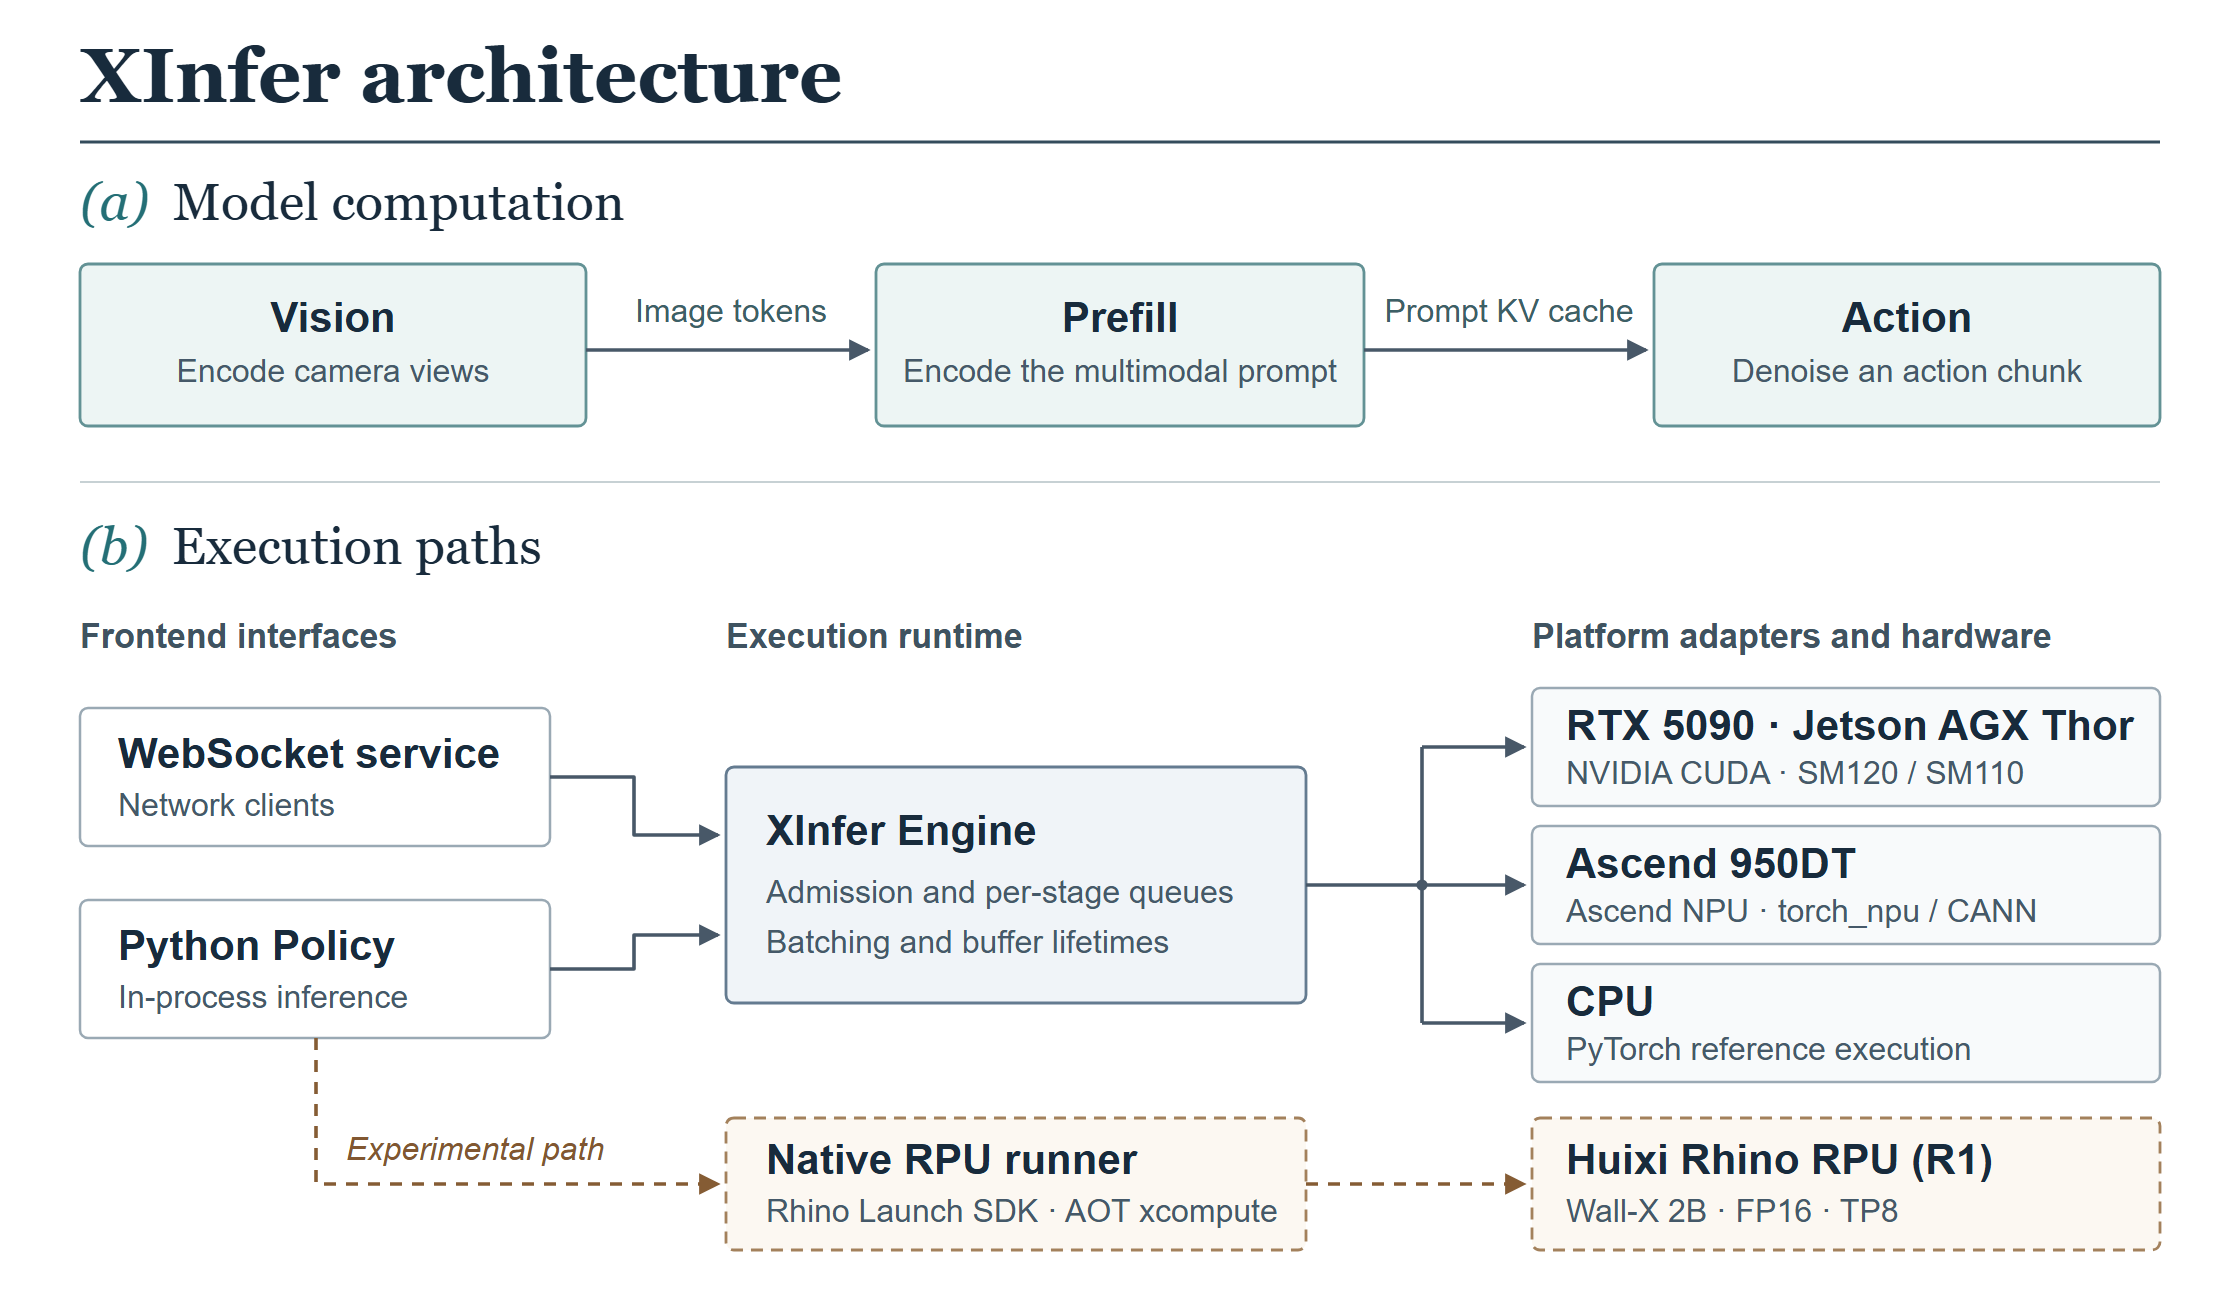 XInfer architecture
(a) Model computation
Vision
Encode camera views
Image tokens
Prefill
Encode the multimodal prompt
Prompt KV cache
Action
Denoise an action chunk
(b) Execution paths
Frontend interfaces
WebSocket service
Network clients
Python Policy
In-process inference
Experimental path
Execution runtime
XInfer Engine
Admission and per-stage queues
Batching and buffer lifetimes
Native RPU runner
Rhino Launch SDK · AOT xcompute
Platform adapters and hardware
RTX 5090 · Jetson AGX Thor
NVIDIA CUDA · SM120 / SM110
Ascend 950DT
Ascend NPU · torch_npu / CANN
CPU
PyTorch reference execution
Huixi Rhino RPU (R1)
Wall-X 2B · FP16 · TP8